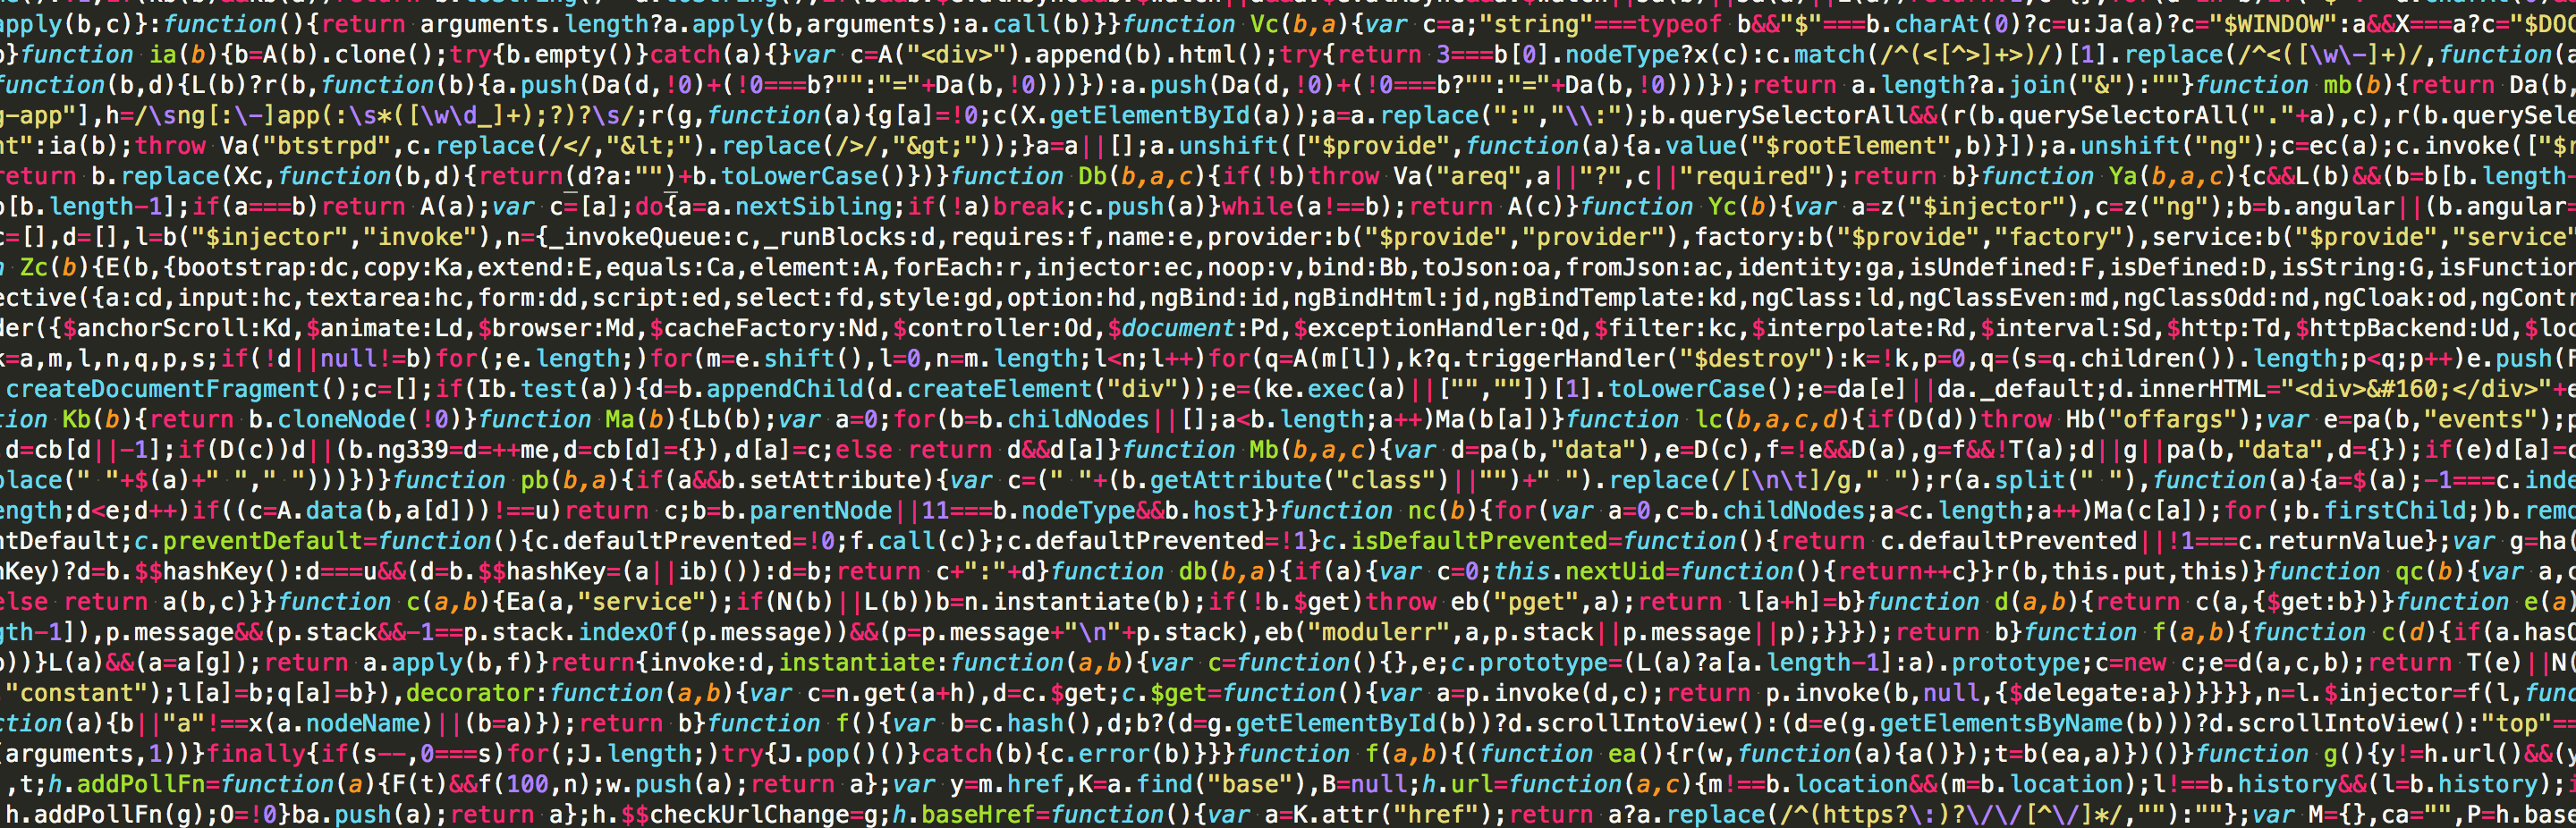 apply(b,c)}:function(){return arguments.length?a.apply(b,arguments):a.call(b)}}function Vc(b,a){var c=a;"string"===typeof b&&"$"===b.charAt(0)?c=u:Ja(a)?c="$WINDOW":a&&X===a?c="$DOC
}function ia(b){b=A(b).clone();try{b.empty()}catch(a){}var c=A("<div>").append(b).html();try{return 3===b[0].nodeType?x(c):c.match(/^(<[^>]+>)/)[1].replace(/^<([\w\-]+)/,function(a
function(b,d){L(b)?r(b,function(b){a.push(Da(d,!0)+(!0===b?"":"="+Da(b,!0)))}):a.push(Da(d,!0)+(!0===b?"":"="+Da(b,!0)))});return a.length?a.join("&"):""}function mb(b){return Da(b,
g-app"],h=/\sng[:\-]app(:\s*([\w\d_]+);?)?\s/;r(g,function(a){g[a]=!0;c(X.getElementById(a));a=a.replace(":","\\:");b.querySelectorAll&&(r(b.querySelectorAll("."+a),c),r(b.querySele
nt":ia(b);throw Va("btstrpd",c.replace(/</,"&lt;").replace(/>/,"&gt;"));}a=a||[];a.unshift(["$provide",function(a){a.value("$rootElement",b)}]);a.unshift("ng");c=ec(a);c.invoke(["$r
return b.replace(Xc,function(b,d){return(d?a:"")+b.toLowerCase()})}function Db(b,a,c){if(!b)throw Va("areq",a||"?",c||"required");return b}function Ya(b,a,c){c&&L(b)&&(b=b[b.length-
[b.length-1];if(a===b)return A(a);var c=[a];do{a=a.nextSibling;if(!a)break;c.push(a)}while(a!==b);return A(c)}function Yc(b){var a=z("$injector"),c=z("ng");b=b.angular||(b.angular=
c=[],d=[],l=b("$injector","invoke"),n={_invokeQueue:c,_runBlocks:d,requires:f,name:e,provider:b("$provide","provider"),factory:b("$provide","factory"),service:b("$provide","service"
Zc(b){E(b,{bootstrap:dc,copy:Ka,extend:E,equals:Ca,element:A,forEach:r,injector:ec,noop:v,bind:Bb,toJson:oa,fromJson:ac,identity:ga,isUndefined:F,isDefined:D,isString:G,isFunction
ective({a:cd,input:hc,textarea:hc,form:dd,script:ed,select:fd,style:gd,option:hd,ngBind:id,ngBindHtml:jd,ngBindTemplate:kd,ngClass:ld,ngClassEven:md,ngClassOdd:nd,ngCloak:od,ngContr
der({$anchorScroll:Kd,$animate:Ld,$browser:Md,$cacheFactory:Nd,$controller:Od,$document:Pd,$exceptionHandler:Qd,$filter:kc,$interpolate:Rd,$interval:Sd,$http:Td,$httpBackend:Ud,$loc
k=a,m,l,n,q,p,s;if(!d||null!=b)for(;e.length;)for(m=e.shift(),l=0,n=m.length;l<n;l++)for(q=A(m[l]),k?q.triggerHandler("$destroy"):k=!k,p=0,q=(s=q.children()).length;p<q;p++)e.push(F
createDocumentFragment();c=[];if(Ib.test(a)){d=b.appendChild(d.createElement("div"));e=(ke.exec(a)||["",""])[1].toLowerCase();e=da[e]||da._default;d.innerHTML="<div>&#160;</div>"+e
tion Kb(b){return b.cloneNode(!0)}function Ma(b){Lb(b);var a=0;for(b=b.childNodes||[];a<b.length;a++)Ma(b[a])}function lc(b,a,c,d){if(D(d))throw Hb("offargs");var e=pa(b,"events");p
d=cb[d||-1];if(D(c))d||(b.ng339=d=++me,d=cb[d]={}),d[a]=c;else return d&&d[a]}function Mb(b,a,c){var d=pa(b,"data"),e=D(c),f=!e&&D(a),g=f&&!T(a);d||g||pa(b,"data",d={});if(e)d[a]=c
place(" "+$(a)+" "," ")))})}function pb(b,a){if(a&&b.setAttribute){var c=(" "+(b.getAttribute("class")||"")+" ").replace(/[\n\t]/g," ");r(a.split(" "),function(a){a=$(a);-1===c.inde
ength;d<e;d++)if((c=A.data(b,a[d]))!==u)return c;b=b.parentNode||11===b.nodeType&&b.host}}function nc(b){for(var a=0,c=b.childNodes;a<c.length;a++)Ma(c[a]);for(;b.firstChild;)b.remo
ntDefault;c.preventDefault=function(){c.defaultPrevented=!0;f.call(c)};c.defaultPrevented=!1}c.isDefaultPrevented=function(){return c.defaultPrevented||!1===c.returnValue};var g=ha(
hKey)?d=b.$$hashKey():d===u&&(d=b.$$hashKey=(a||ib)()):d=b;return c+":"+d}function db(b,a){if(a){var c=0;this.nextUid=function(){return++c}}r(b,this.put,this)}function qc(b){var a,c
else return a(b,c)}}function c(a,b){Ea(a,"service");if(N(b)||L(b))b=n.instantiate(b);if(!b.$get)throw eb("pget",a);return l[a+h]=b}function d(a,b){return c(a,{$get:b})}function e(a)
gth-1]),p.message&&(p.stack&&-1==p.stack.indexOf(p.message))&&(p=p.message+"\n"+p.stack),eb("modulerr",a,p.stack||p.message||p);}}});return b}function f(a,b){function c(d){if(a.hasO
))}L(a)&&(a=a[g]);return a.apply(b,f)}return{invoke:d,instantiate:function(a,b){var c=function(){},e;c.prototype=(L(a)?a[a.length-1]:a).prototype;c=new c;e=d(a,c,b);return T(e)||N(
"constant");l[a]=b;q[a]=b}),decorator:function(a,b){var c=n.get(a+h),d=c.$get;c.$get=function(){var a=p.invoke(d,c);return p.invoke(b,null,{$delegate:a})}}}},n=l.$injector=f(l,func
ction(a){b||"a"!==x(a.nodeName)||(b=a)});return b}function f(){var b=c.hash(),d;b?(d=g.getElementById(b))?d.scrollIntoView():(d=e(g.getElementsByName(b)))?d.scrollIntoView():"top"==
(arguments,1))}finally{if(s--,0===s)for(;J.length;)try{J.pop()()}catch(b){c.error(b)}}}function f(a,b){(function ea(){r(w,function(a){a()});t=b(ea,a)})()}function g(){y!=h.url()&&(y
,t;h.addPollFn=function(a){F(t)&&f(100,n);w.push(a);return a};var y=m.href,K=a.find("base"),B=null;h.url=function(a,c){m!==b.location&&(m=b.location);l!==b.history&&(l=b.history);i
h.addPollFn(g);O=!0}ba.push(a);return a};h.$$checkUrlChange=g;h.baseHref=function(){var a=K.attr("href");return a?a.replace(/^(https?\:)?\/\/[^\/]*/,""):""};var M={},ca="",P=h.bas